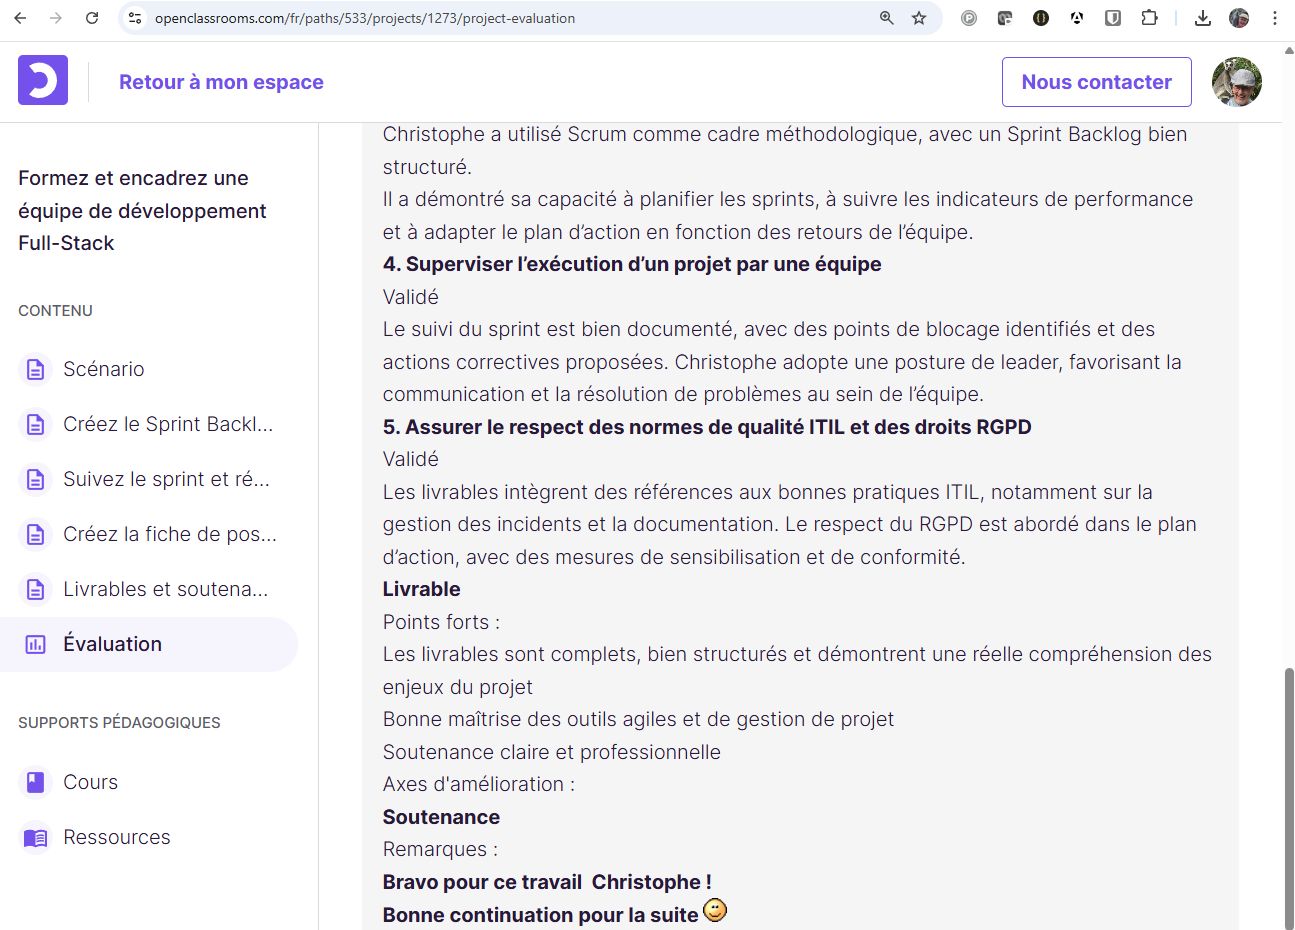 openclassrooms.com/fr/paths/533/projects/1273/project-evaluation
Retour à mon espace
Nous contacter
Formez et encadrez une
équipe de développement
Full-Stack
CONTENU
Scénario
Créez le Sprint Backl...
Suivez le sprint et ré...
Créez la fiche de pos...
Livrables et soutena...
Évaluation
SUPPORTS PÉDAGOGIQUES
Cours
Ressources
Christophe a utilisé Scrum comme cadre méthodologique, avec un Sprint Backlog bien
structuré.
Il a démontré sa capacité à planifier les sprints, à suivre les indicateurs de performance
et à adapter le plan d’action en fonction des retours de l’équipe.
4. Superviser l’exécution d’un projet par une équipe
Validé
Le suivi du sprint est bien documenté, avec des points de blocage identifiés et des
actions correctives proposées. Christophe adopte une posture de leader, favorisant la
communication et la résolution de problèmes au sein de l’équipe.
5. Assurer le respect des normes de qualité ITIL et des droits RGPD
Validé
Les livrables intègrent des références aux bonnes pratiques ITIL, notamment sur la
gestion des incidents et la documentation. Le respect du RGPD est abordé dans le plan
d’action, avec des mesures de sensibilisation et de conformité.
Livrable
Points forts :
Les livrables sont complets, bien structurés et démontrent une réelle compréhension des
enjeux du projet
Bonne maîtrise des outils agiles et de gestion de projet
Soutenance claire et professionnelle
Axes d'amélioration :
Soutenance
Remarques :
Bravo pour ce travail  Christophe !
Bonne continuation pour la suite